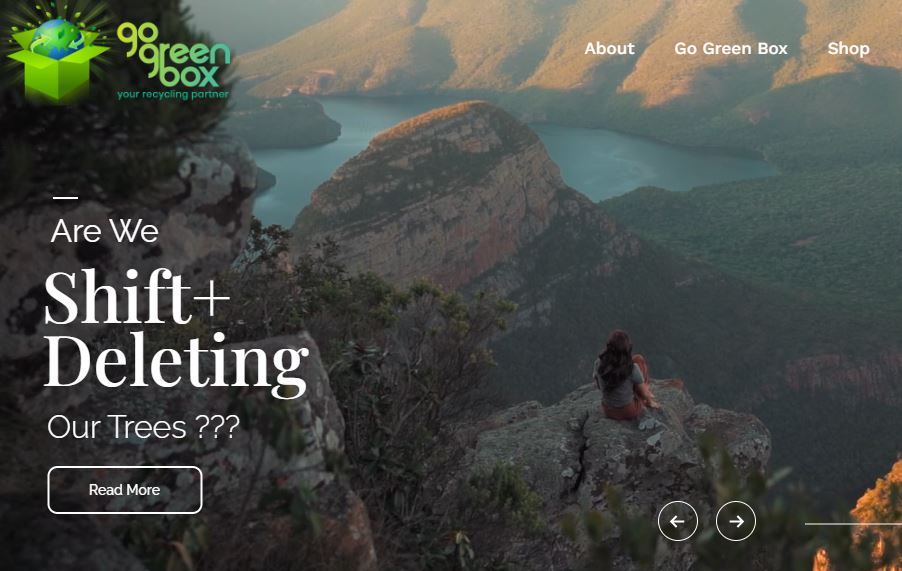 go
green
box
your recycling partner
About Go Green Box Shop
Are We
Shift+
Deleting
Our Trees ???
Read More